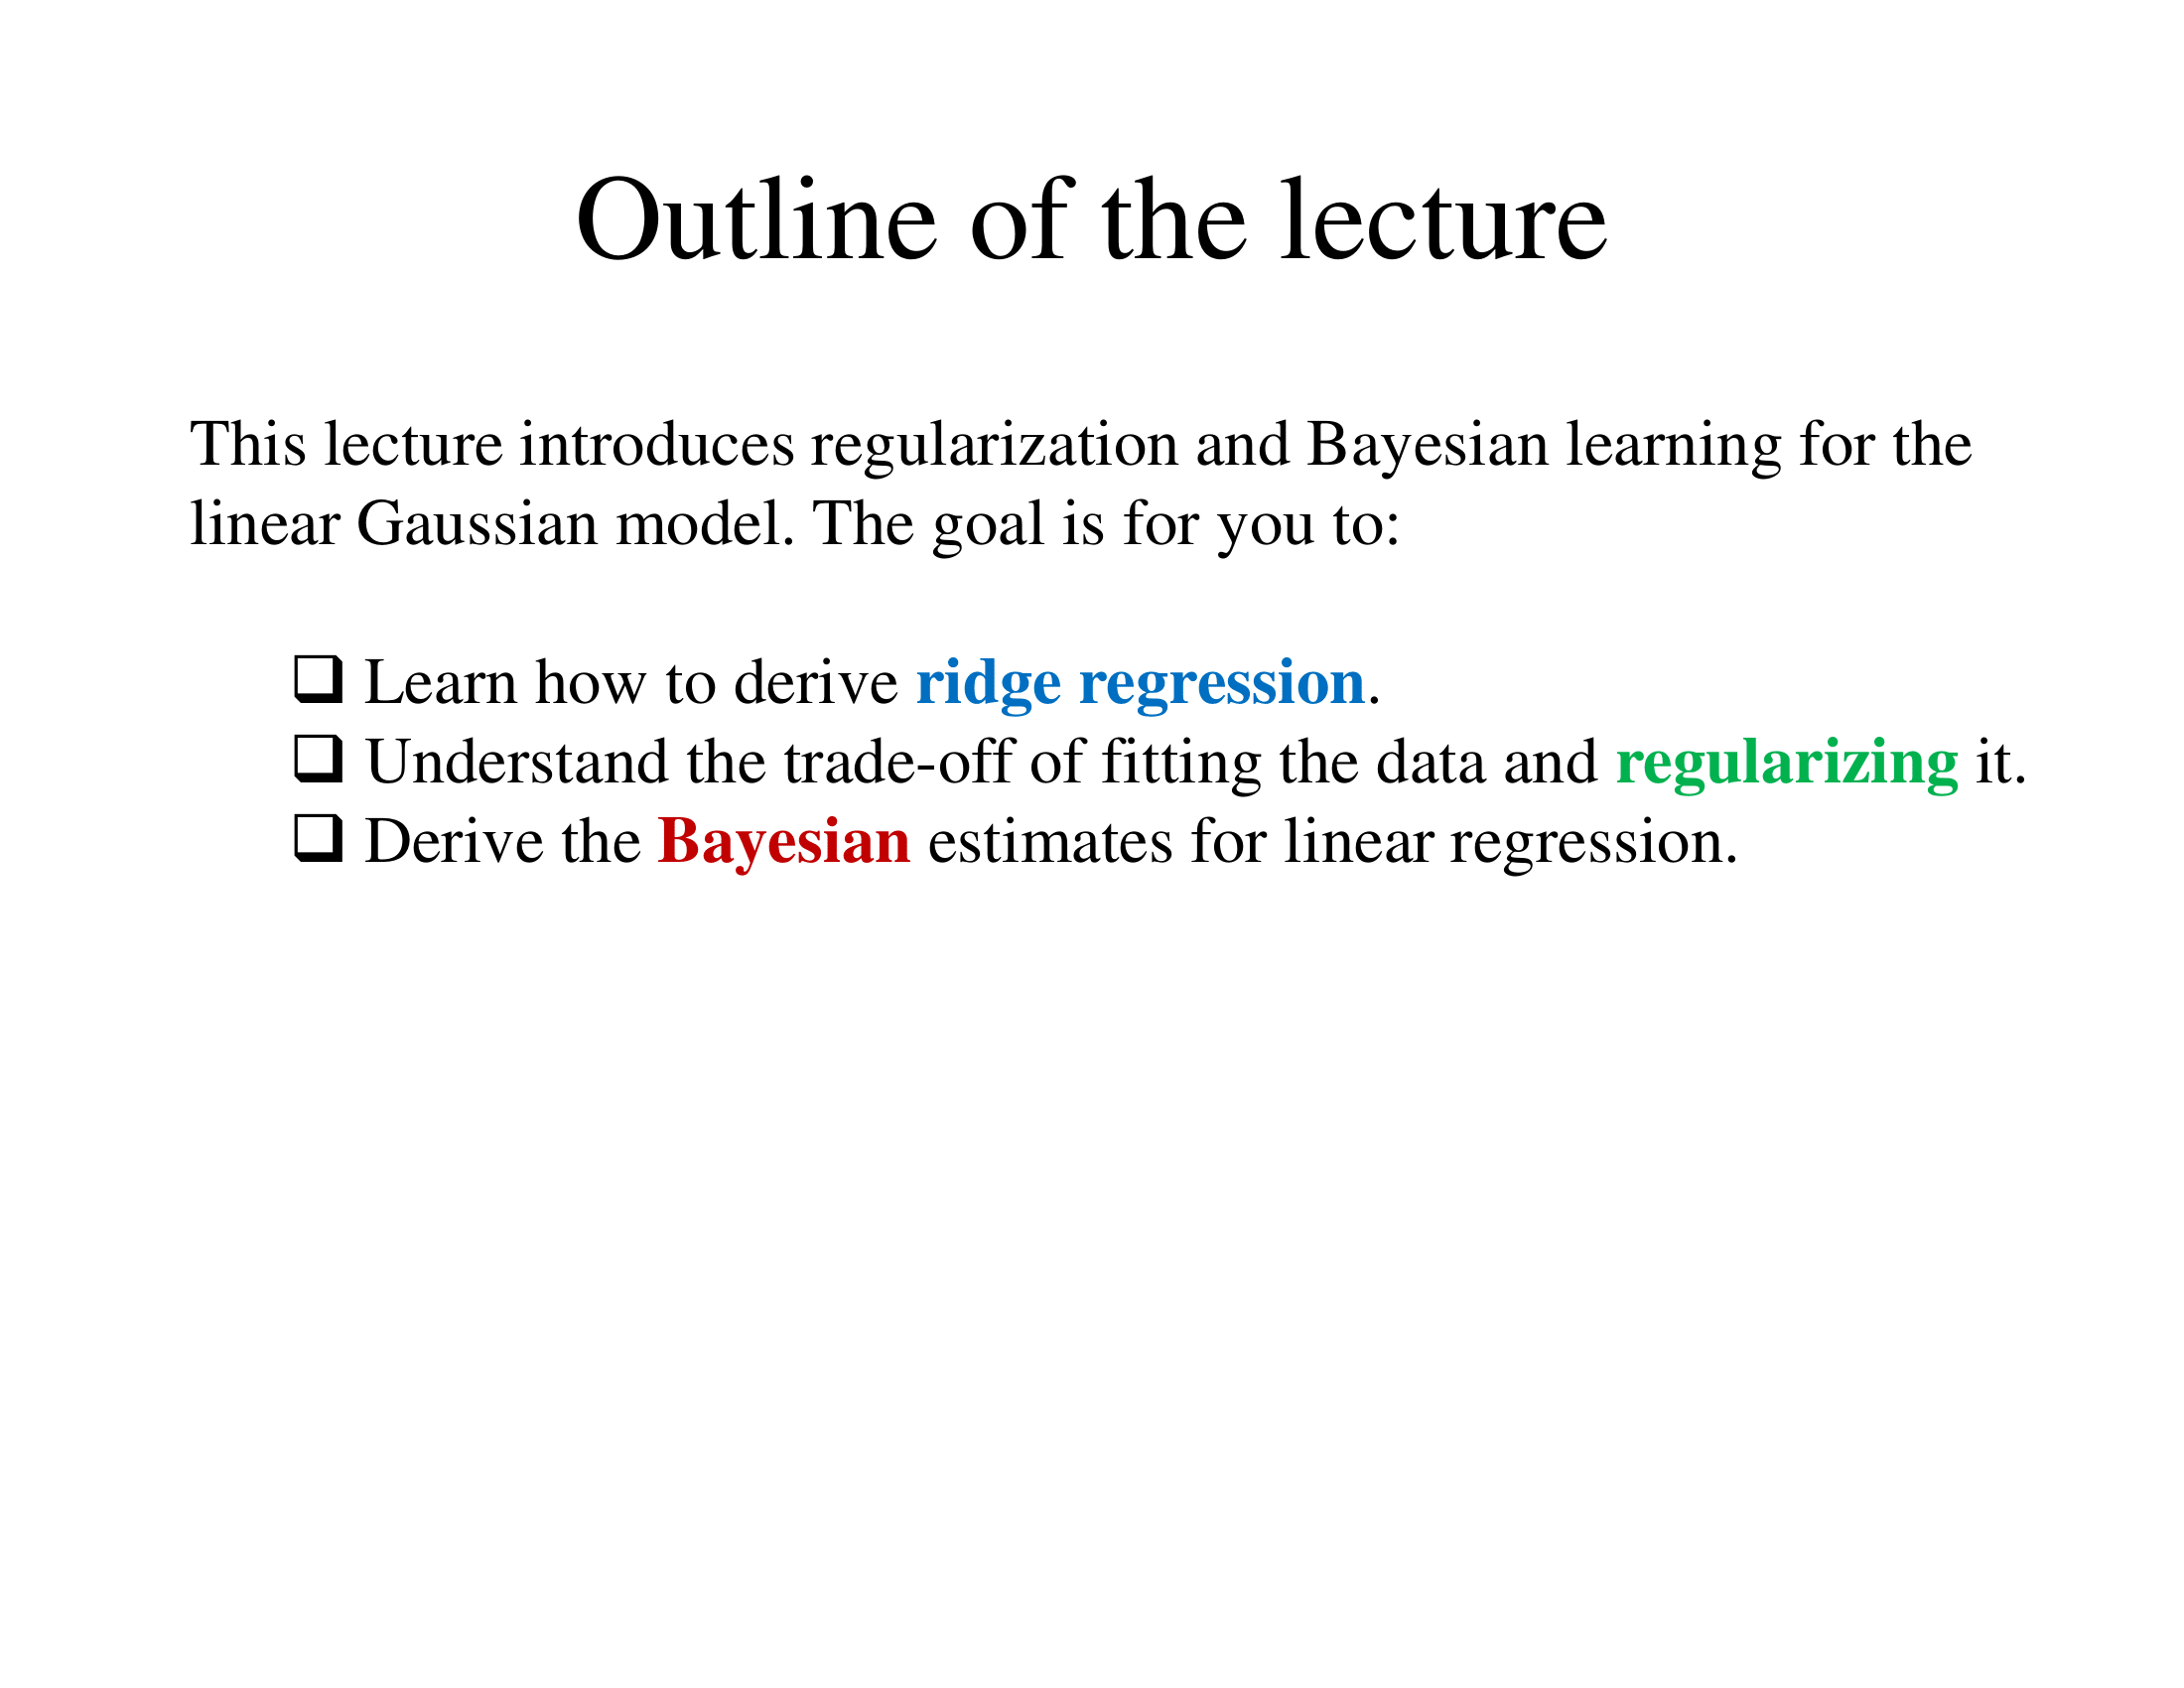 Outline of the lecture
This lecture introduces regularization and Bayesian learning for the
linear Gaussian model. The goal is for you to:
❑ Learn how to derive ridge regression.
❑ Understand the trade-off of fitting the data and regularizing it.
❑ Derive the Bayesian estimates for linear regression.